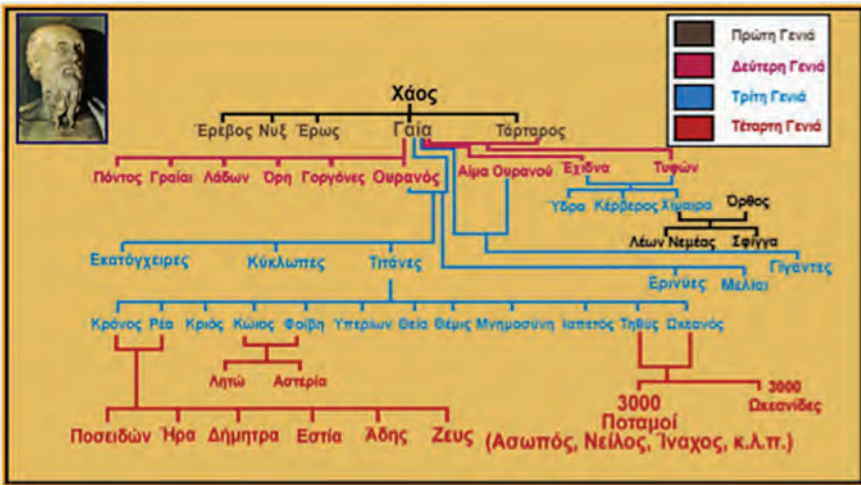 Πρώτη Γενιά
Δεύτερη Γενιά
Τρίτη Γενιά
Τέταρτη Γενιά
Χάος
Έρεβος Νυξ Έρως Γαία Τάρταρος
Πόντος Γραίαι Λάδων Όρη Γοργόνες Ουρανός Αίμα Ουρανού Έχιδνα Τυφών
Ύδρα Κέρβερος Χίμαιρα Όρθος
Λέων Νεμέας Σφίγγα
Εκατόγχειρες Κύκλωπες Τιτάνες Γίγαντες
Ερινύες Μελίαι
Κρόνος Ρέα Κριός Κώιος Φοίβη Υπερίων Θεία Θέμις Μνημοσύνη Ιαπετός Τηθύς Ωκεανός
Λητώ Αστερία
3000 Ποταμοί
3000 Ωκεανίδες
Ποσειδών Ήρα Δήμητρα Εστία Άδης Ζευς
(Ασωπός, Νείλος, Ίναχος, κ.λ.π.)